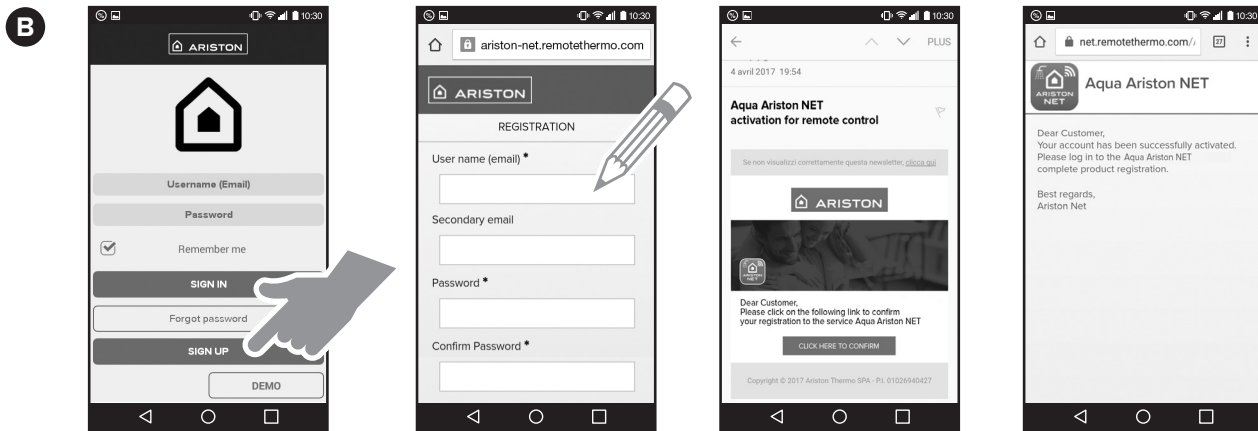 B
10:30
ARISTON
Username (Email)
Password
Remember me
SIGN IN
Forgot password
SIGN UP
DEMO
10:30
ariston-net.remotethermo.com
ARISTON
REGISTRATION
User name (email) *
Secondary email
Password *
Confirm Password *
10:30
PLUS
4 avril 2017 19:54
Aqua Ariston NET
activation for remote control
Se non visualizzi correttamente questa newsletter, clicca qui
ARISTON
ARISTON
NET
Dear Customer,
Please click on the following link to confirm
your registration to the service Aqua Ariston NET
CLICK HERE TO CONFIRM
Copyright © 2017 Ariston Thermo SPA - P.I. 01026940427
10:30
net.remotethermo.com/
27
ARISTON
NET
Aqua Ariston NET
Dear Customer,
Your account has been successfully activated.
Please log in to the Aqua Ariston NET
complete product registration.
Best regards,
Ariston Net